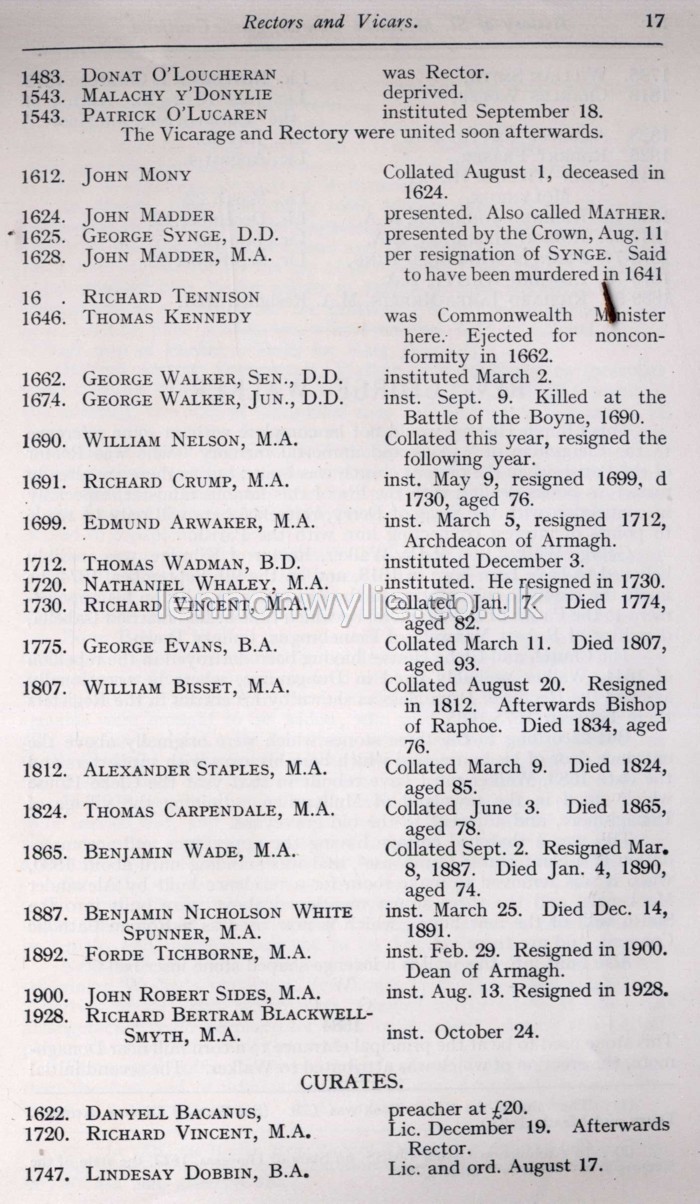 Rectors and Vicars. 17
1483. DONAT O'LOUCHERAN was Rector.
1543. MALACHY Y'DONYLIE deprived.
1543. PATRICK O'LUCAREN instituted September 18.
The Vicarage and Rectory were united soon afterwards.
1612. JOHN MONY Collated August 1, deceased in
1624.
1624. JOHN MADDER presented. Also called MATHER.
1625. GEORGE SYNGE, D.D. presented by the Crown, Aug. 11
1628. JOHN MADDER, M.A. per resignation of SYNGE. Said
to have been murdered in 1641
16 . RICHARD TENNISON
1646. THOMAS KENNEDY was Commonwealth Minister
here. Ejected for noncon-
formity in 1662.
1662. GEORGE WALKER, SEN., D.D. instituted March 2.
1674. GEORGE WALKER, JUN., D.D. inst. Sept. 9. Killed at the
Battle of the Boyne, 1690.
1690. WILLIAM NELSON, M.A. Collated this year, resigned the
following year.
1691. RICHARD CRUMP, M.A. inst. May 9, resigned 1699, d
1730, aged 76.
1699. EDMUND ARWAKER, M.A. inst. March 5, resigned 1712,
Archdeacon of Armagh.
1712. THOMAS WADMAN, B.D. instituted December 3.
1720. NATHANIEL WHALEY, M.A. instituted. He resigned in 1730.
1730. RICHARD VINCENT, M.A. Collated Jan. 7. Died 1774,
lennonwylie.co.uk
aged 82.
1775. GEORGE EVANS, B.A. Collated March 11. Died 1807,
aged 93.
1807. WILLIAM BISSET, M.A. Collated August 20. Resigned
in 1812. Afterwards Bishop
of Raphoe. Died 1834, aged
76.
1812. ALEXANDER STAPLES, M.A. Collated March 9. Died 1824,
aged 85.
1824. THOMAS CARPENDALE, M.A. Collated June 3. Died 1865,
aged 78.
1865. BENJAMIN WADE, M.A. Collated Sept. 2. Resigned Mar.
8, 1887. Died Jan. 4, 1890,
aged 74.
1887. BENJAMIN NICHOLSON WHITE inst. March 25. Died Dec. 14,
SPUNNER, M.A. 1891.
1892. FORDE TICHBORNE, M.A. inst. Feb. 29. Resigned in 1900.
Dean of Armagh.
1900. JOHN ROBERT SIDES, M.A. inst. Aug. 13. Resigned in 1928.
1928. RICHARD BERTRAM BLACKWELL-
SMYTH, M.A. inst. October 24.
CURATES.
1622. DANYELL BACANUS, preacher at £20.
1720. RICHARD VINCENT, M.A. Lic. December 19. Afterwards
Rector.
1747. LINDESAY DOBBIN, B.A. Lic. and ord. August 17.